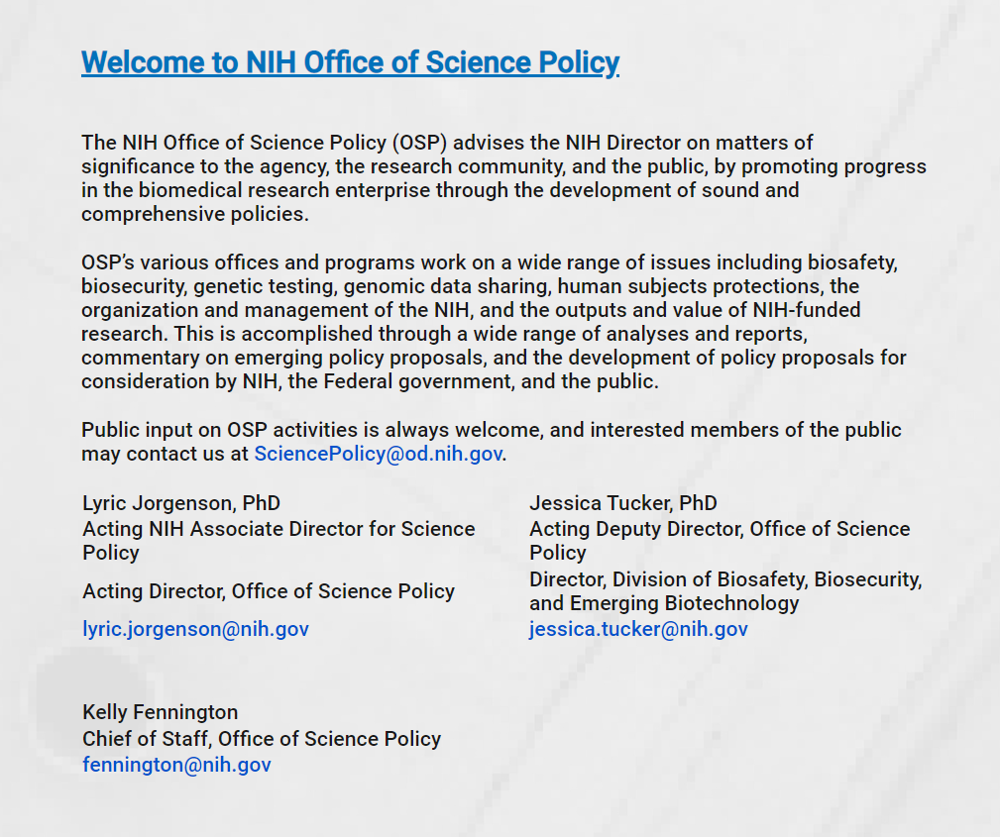 Welcome to NIH Office of Science Policy
The NIH Office of Science Policy (OSP) advises the NIH Director on matters of
significance to the agency, the research community, and the public, by promoting progress
in the biomedical research enterprise through the development of sound and
comprehensive policies.
OSP’s various offices and programs work on a wide range of issues including biosafety,
biosecurity, genetic testing, genomic data sharing, human subjects protections, the
organization and management of the NIH, and the outputs and value of NIH-funded
research. This is accomplished through a wide range of analyses and reports,
commentary on emerging policy proposals, and the development of policy proposals for
consideration by NIH, the Federal government, and the public.
Public input on OSP activities is always welcome, and interested members of the public
may contact us at SciencePolicy@od.nih.gov.
Lyric Jorgenson, PhD
Acting NIH Associate Director for Science
Policy
Acting Director, Office of Science Policy
lyric.jorgenson@nih.gov
Jessica Tucker, PhD
Acting Deputy Director, Office of Science
Policy
Director, Division of Biosafety, Biosecurity,
and Emerging Biotechnology
jessica.tucker@nih.gov
Kelly Fennington
Chief of Staff, Office of Science Policy
fennington@nih.gov